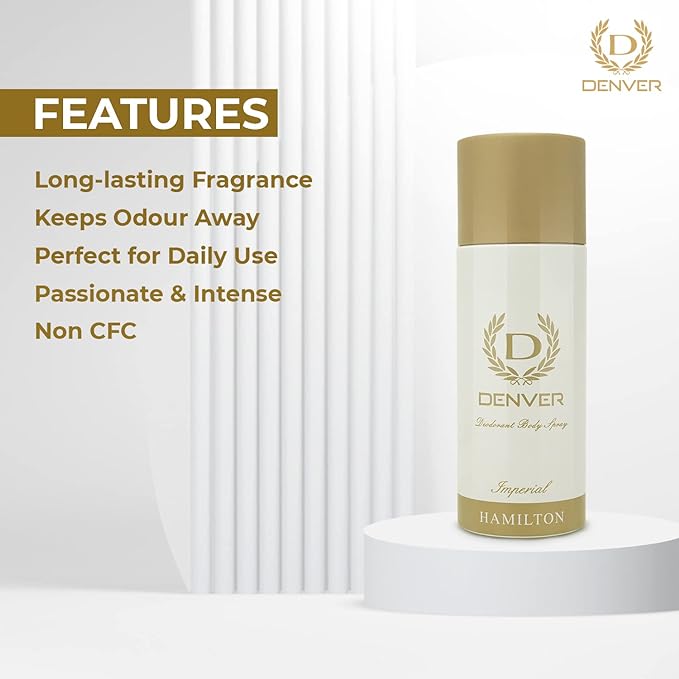 D
DENVER
FEATURES
Long-lasting Fragrance
Keeps Odour Away
Perfect for Daily Use
Passionate & Intense
Non CFC
D
DENVER
Deodorant Body Spray
Imperial
HAMILTON